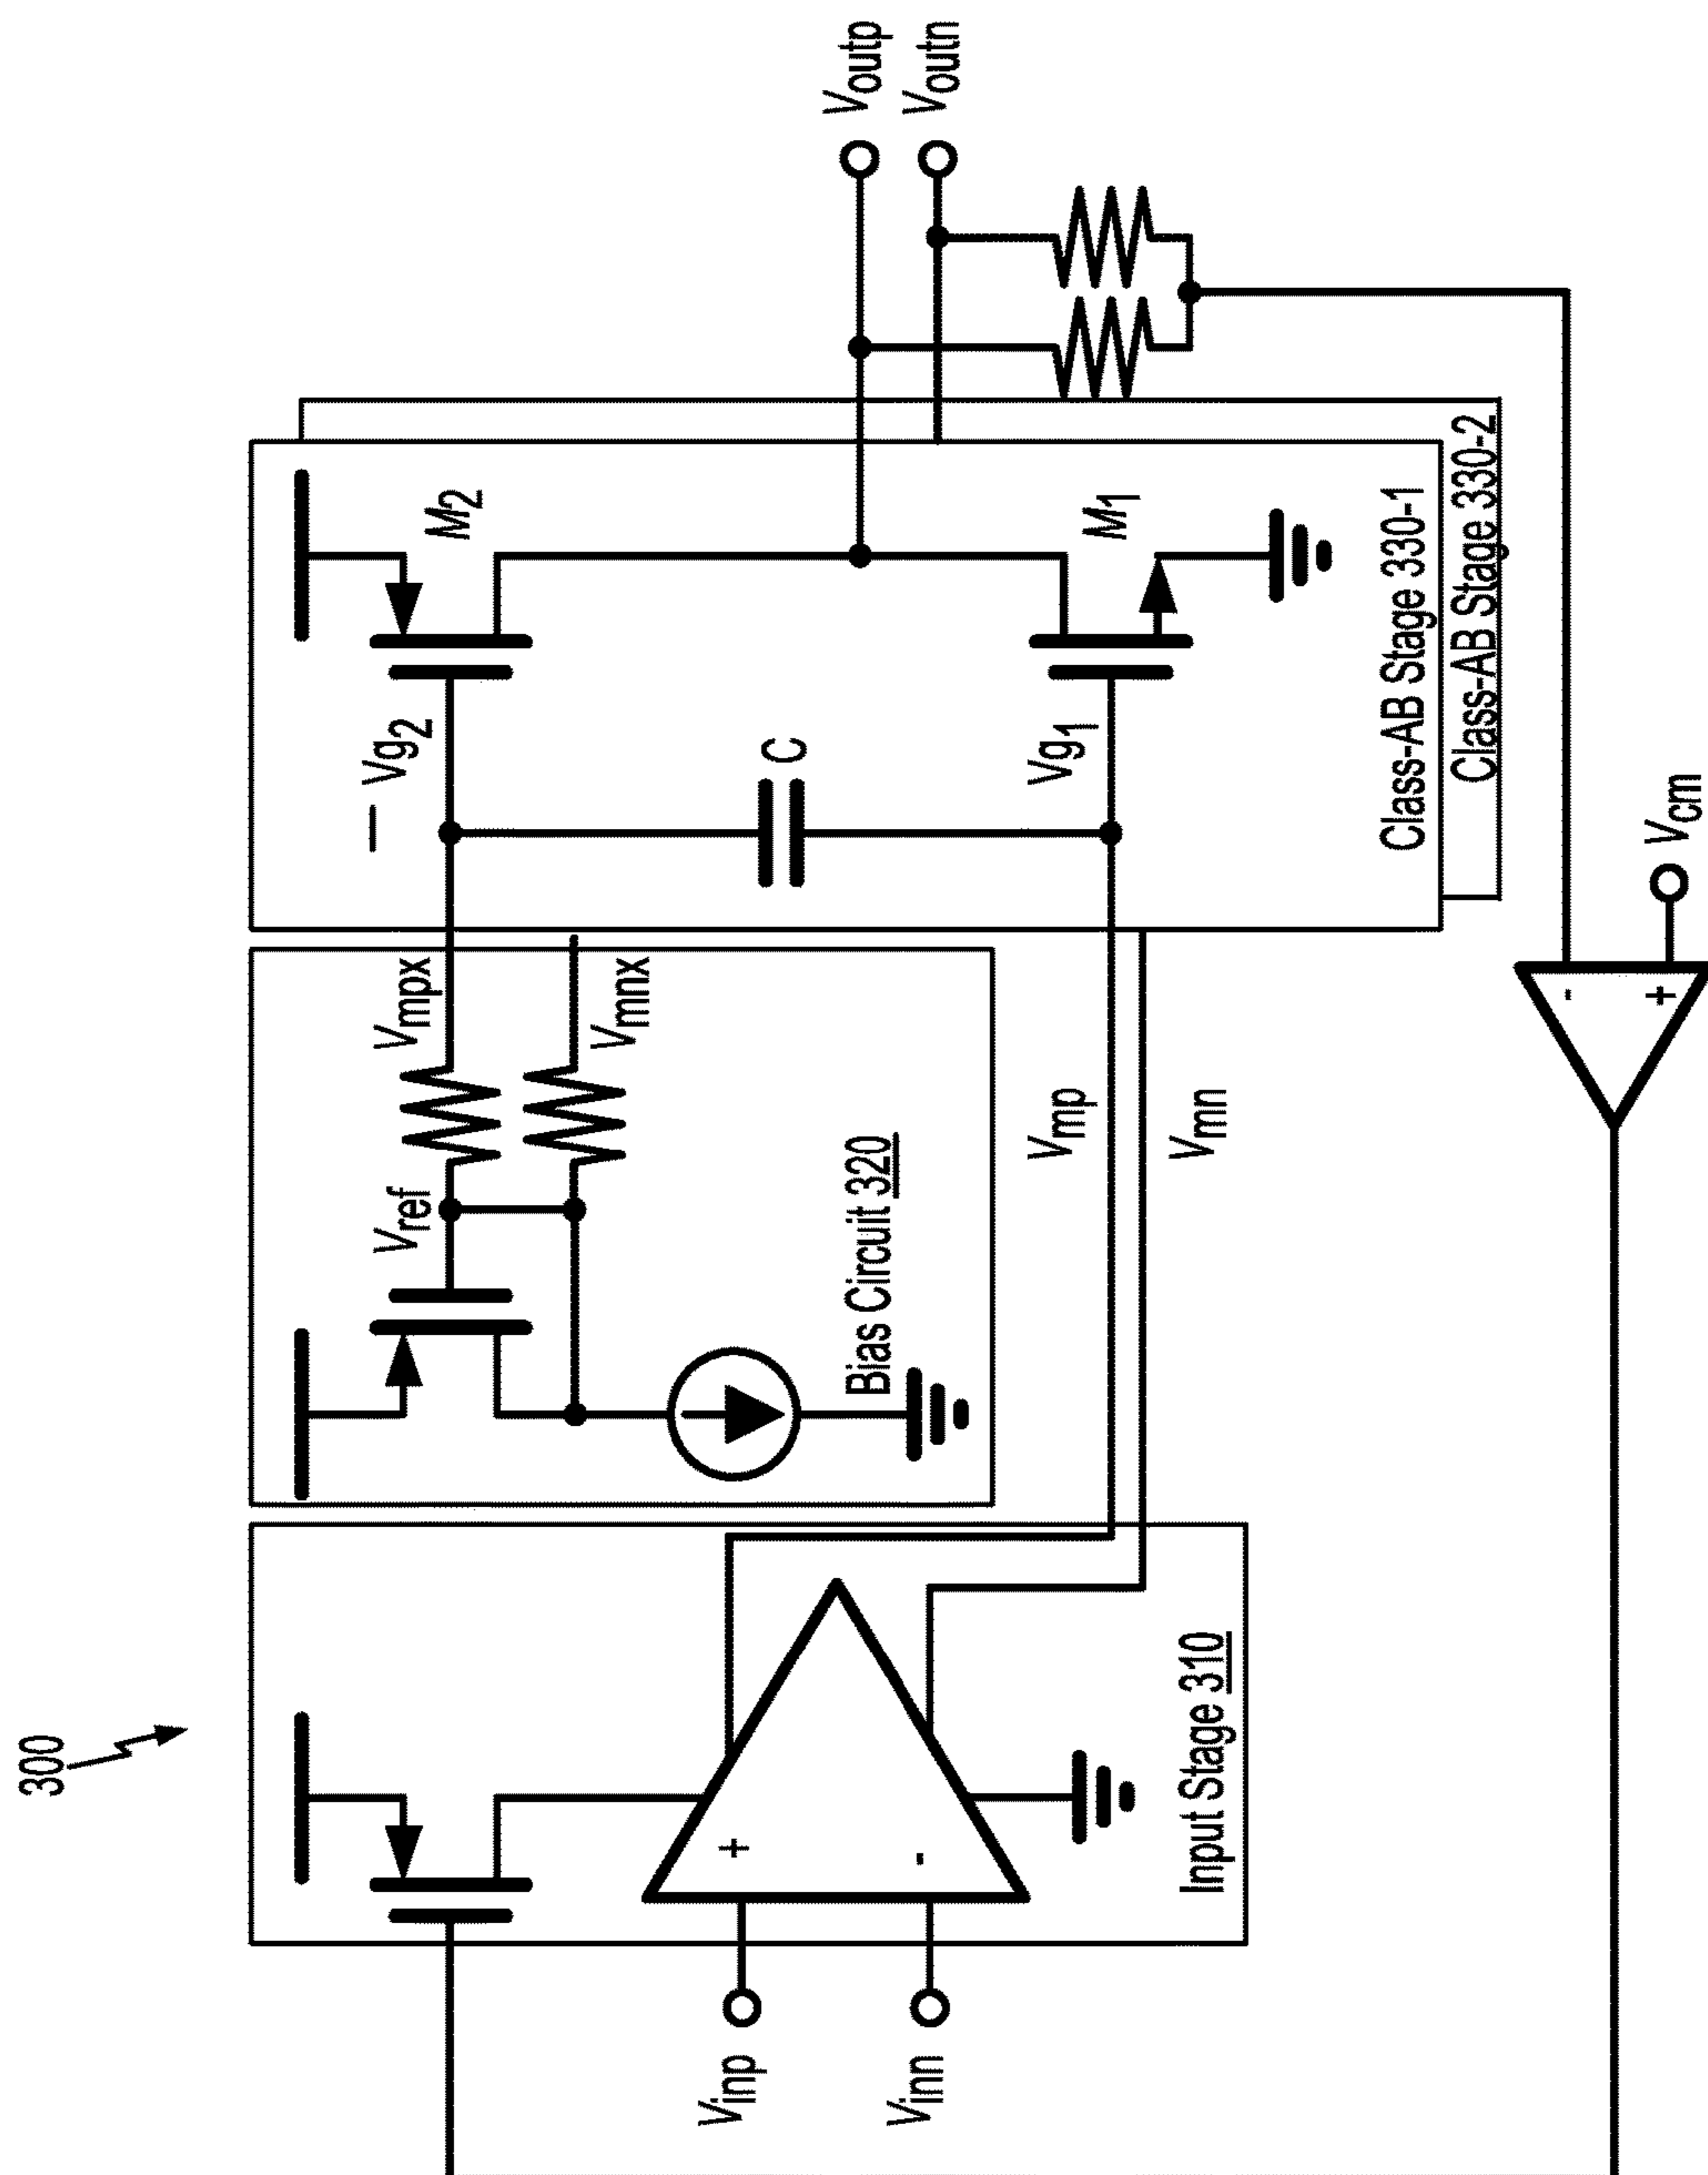 300
Vinp
Vinn
+
-
Input Stage 310
Vref
Vmpx
Vmnx
Bias Circuit 320
Vmp
Vmn
Vg2
M2
C
Vg1
M1
Class-AB Stage 330-1
Class-AB Stage 330-2
Voutp
Voutn
-
+
Vcm